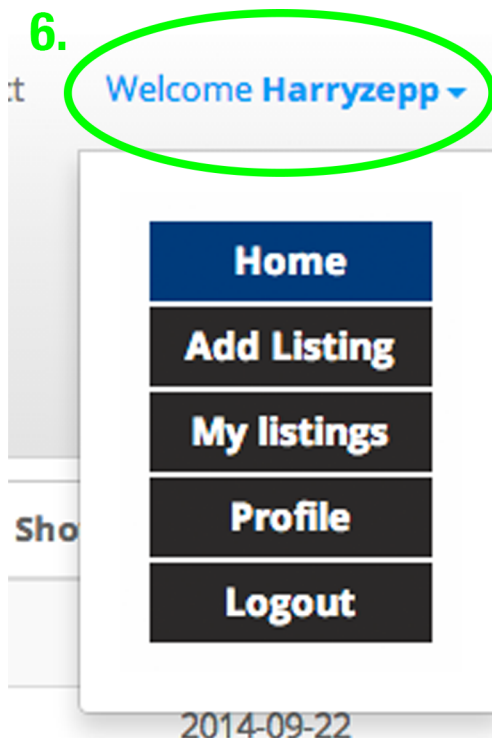 6.
Welcome Harryzepp
Home
Add Listing
My listings
Profile
Logout
2014-09-22